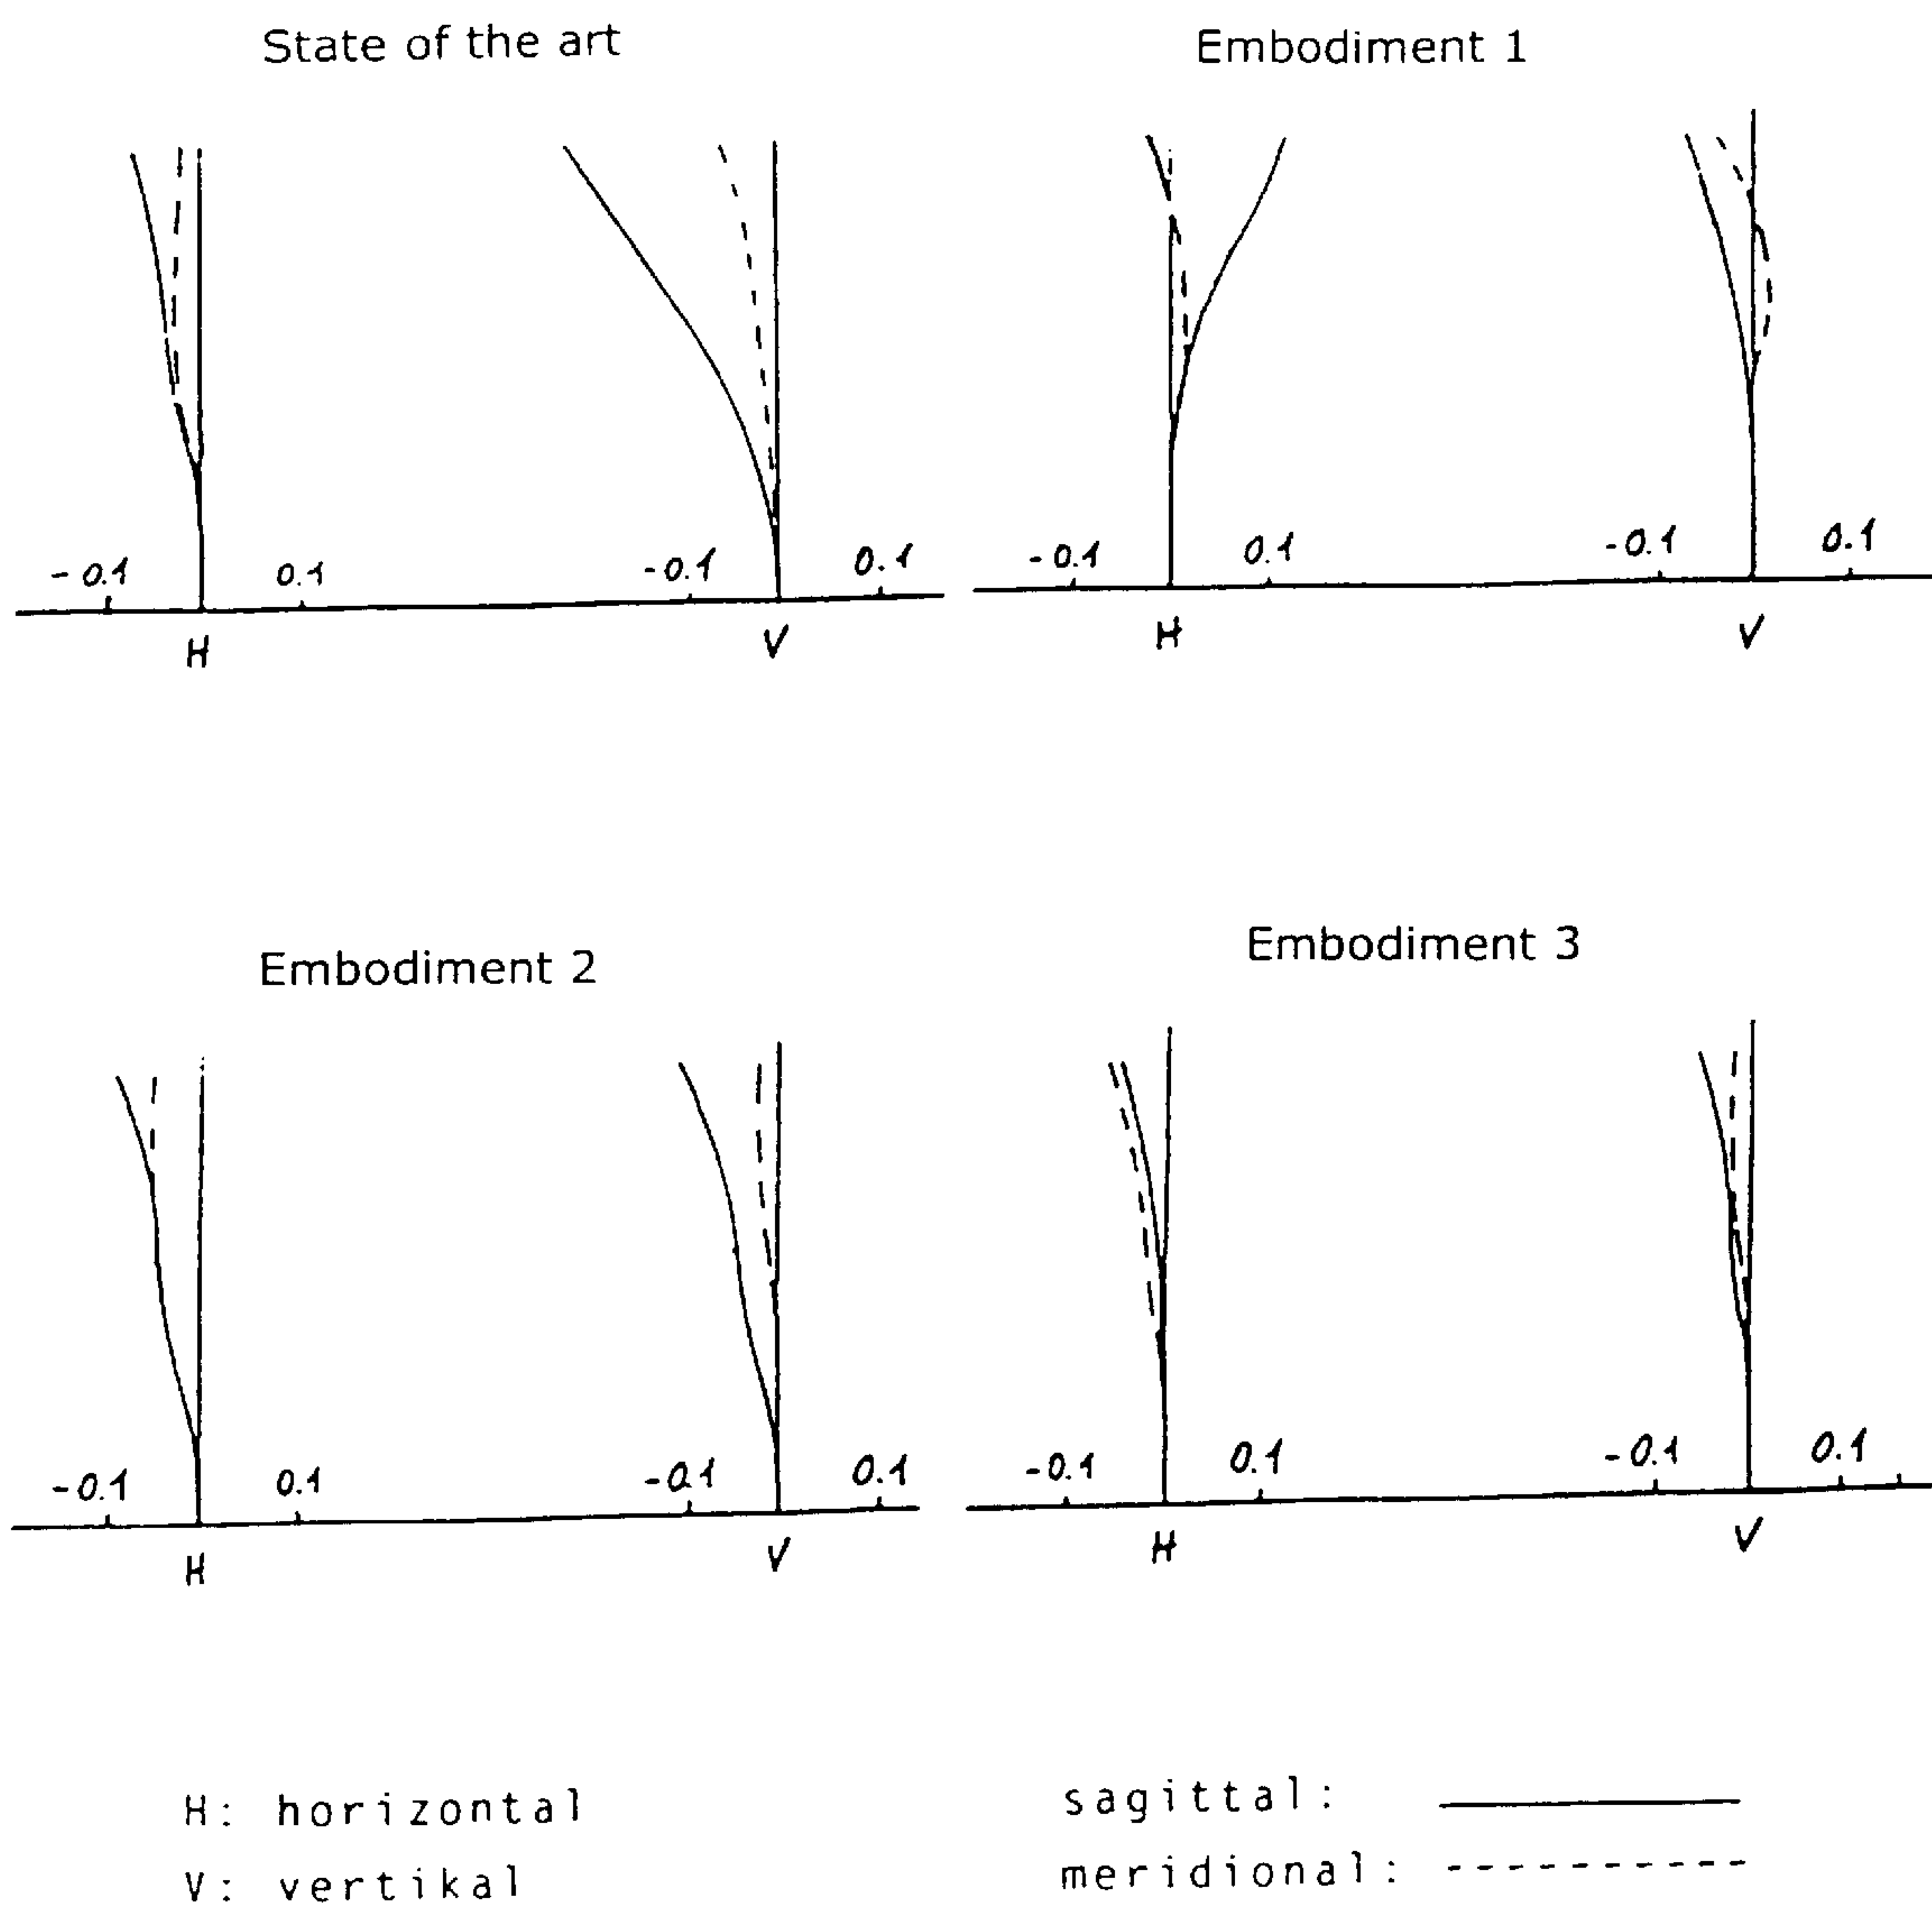 State of the art
-0.1 0.1 -0.1 0.1
H V
Embodiment 1
-0.1 0.1 -0.1 0.1
H V
Embodiment 2
-0.1 0.1 -0.1 0.1
H V
Embodiment 3
-0.1 0.1 -0.1 0.1
H V
H: horizontal
V: vertikal
sagittal:
meridional: